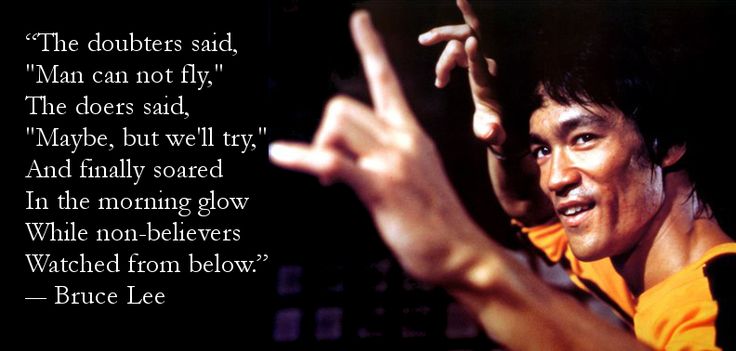 “The doubters said,
"Man can not fly,"
The doers said,
"Maybe, but we'll try,"
And finally soared
In the morning glow
While non-believers
Watched from below.”
— Bruce Lee